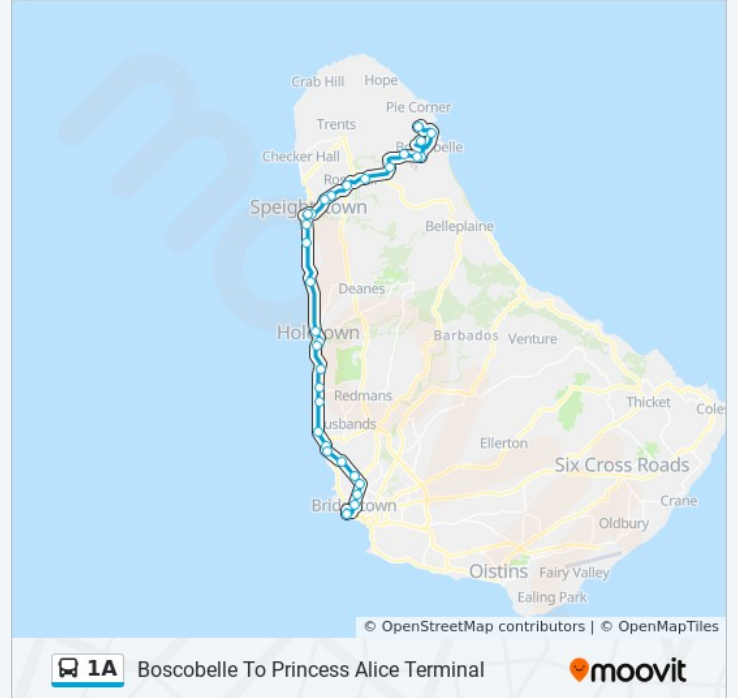 Crab Hill
Hope
Pie Corner
Trents
Checker Hall
Speightstown
Belleplaine
Deanes
Holetown
Barbados
Venture
Redmans
Thicket
Ellerton
Six Cross Roads
Crane
Bridgetown
Oldbury
Oistins
Fairy Valley
Ealing Park
© OpenStreetMap contributors | © OpenMapTiles
1A
Boscobelle To Princess Alice Terminal
moovit